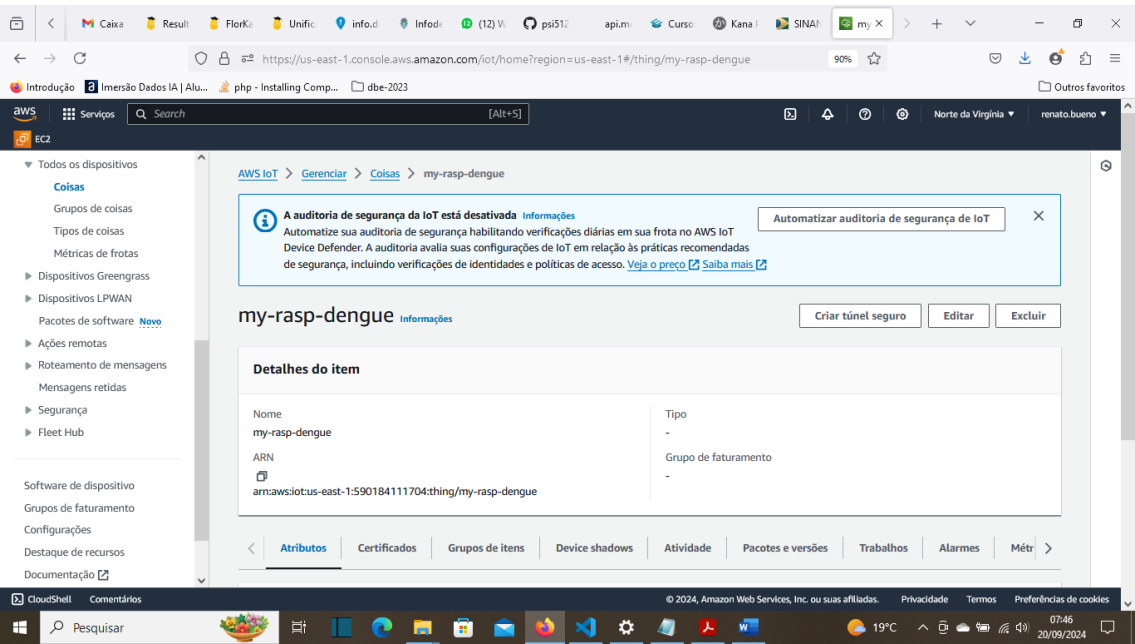 Caixa
Result
FlorKa
Unific
info.d
Infode
(12) W
psi512
api.m
Curso
Kana
SINAN
my
https://us-east-1.console.aws.amazon.com/iot/home?region=us-east-1#/thing/my-rasp-dengue
90%
Introdução
Imersão Dados IA | Alu...
php - Installing Comp...
dbe-2023
Outros favoritos
aws
Serviços
Search
[Alt+S]
Norte da Virgínia
renato.bueno
EC2
Todos os dispositivos
Coisas
Grupos de coisas
Tipos de coisas
Métricas de frotas
Dispositivos Greengrass
Dispositivos LPWAN
Pacotes de software Novo
Ações remotas
Roteamento de mensagens
Mensagens retidas
Segurança
Fleet Hub
Software de dispositivo
Grupos de faturamento
Configurações
Destaque de recursos
Documentação
AWS IoT > Gerenciar > Coisas > my-rasp-dengue
A auditoria de segurança da IoT está desativada Informações
Automatize sua auditoria de segurança habilitando verificações diárias em sua frota no AWS IoT
Device Defender. A auditoria avalia suas configurações de IoT em relação às práticas recomendadas
de segurança, incluindo verificações de identidades e políticas de acesso. Veja o preço Saiba mais
Automatizar auditoria de segurança de IoT
my-rasp-dengue Informações
Criar túnel seguro
Editar
Excluir
Detalhes do item
Nome
my-rasp-dengue
ARN
arn:aws:iot:us-east-1:590184111704:thing/my-rasp-dengue
Tipo
-
Grupo de faturamento
-
Atributos
Certificados
Grupos de itens
Device shadows
Atividade
Pacotes e versões
Trabalhos
Alarmes
Métr
CloudShell
Comentários
© 2024, Amazon Web Services, Inc. ou suas afiliadas.
Privacidade
Termos
Preferências de cookies
Pesquisar
19°C
07:46
20/09/2024